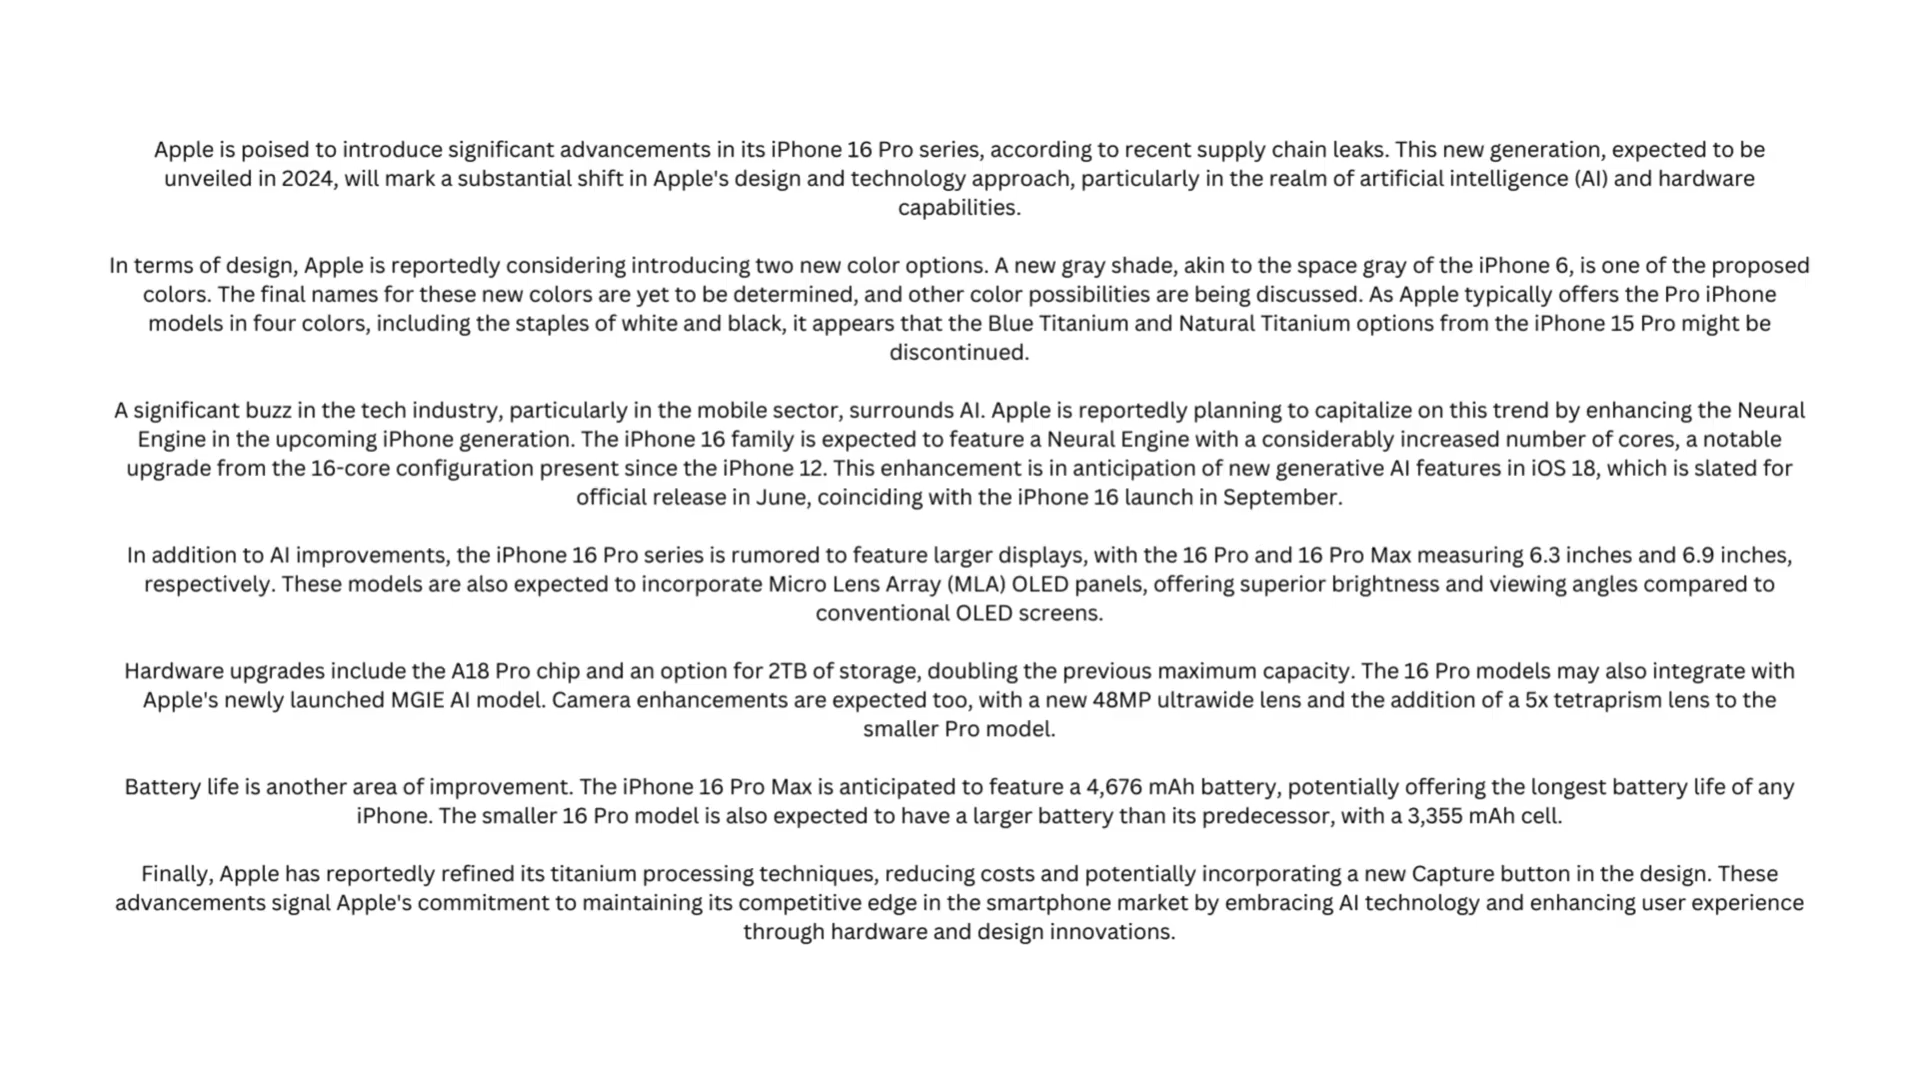 Apple is poised to introduce significant advancements in its iPhone 16 Pro series, according to recent supply chain leaks. This new generation, expected to be
unveiled in 2024, will mark a substantial shift in Apple's design and technology approach, particularly in the realm of artificial intelligence (AI) and hardware
capabilities.
In terms of design, Apple is reportedly considering introducing two new color options. A new gray shade, akin to the space gray of the iPhone 6, is one of the proposed
colors. The final names for these new colors are yet to be determined, and other color possibilities are being discussed. As Apple typically offers the Pro iPhone
models in four colors, including the staples of white and black, it appears that the Blue Titanium and Natural Titanium options from the iPhone 15 Pro might be
discontinued.
A significant buzz in the tech industry, particularly in the mobile sector, surrounds AI. Apple is reportedly planning to capitalize on this trend by enhancing the Neural
Engine in the upcoming iPhone generation. The iPhone 16 family is expected to feature a Neural Engine with a considerably increased number of cores, a notable
upgrade from the 16-core configuration present since the iPhone 12. This enhancement is in anticipation of new generative AI features in iOS 18, which is slated for
official release in June, coinciding with the iPhone 16 launch in September.
In addition to AI improvements, the iPhone 16 Pro series is rumored to feature larger displays, with the 16 Pro and 16 Pro Max measuring 6.3 inches and 6.9 inches,
respectively. These models are also expected to incorporate Micro Lens Array (MLA) OLED panels, offering superior brightness and viewing angles compared to
conventional OLED screens.
Hardware upgrades include the A18 Pro chip and an option for 2TB of storage, doubling the previous maximum capacity. The 16 Pro models may also integrate with
Apple's newly launched MGIE AI model. Camera enhancements are expected too, with a new 48MP ultrawide lens and the addition of a 5x tetraprism lens to the
smaller Pro model.
Battery life is another area of improvement. The iPhone 16 Pro Max is anticipated to feature a 4,676 mAh battery, potentially offering the longest battery life of any
iPhone. The smaller 16 Pro model is also expected to have a larger battery than its predecessor, with a 3,355 mAh cell.
Finally, Apple has reportedly refined its titanium processing techniques, reducing costs and potentially incorporating a new Capture button in the design. These
advancements signal Apple's commitment to maintaining its competitive edge in the smartphone market by embracing AI technology and enhancing user experience
through hardware and design innovations.